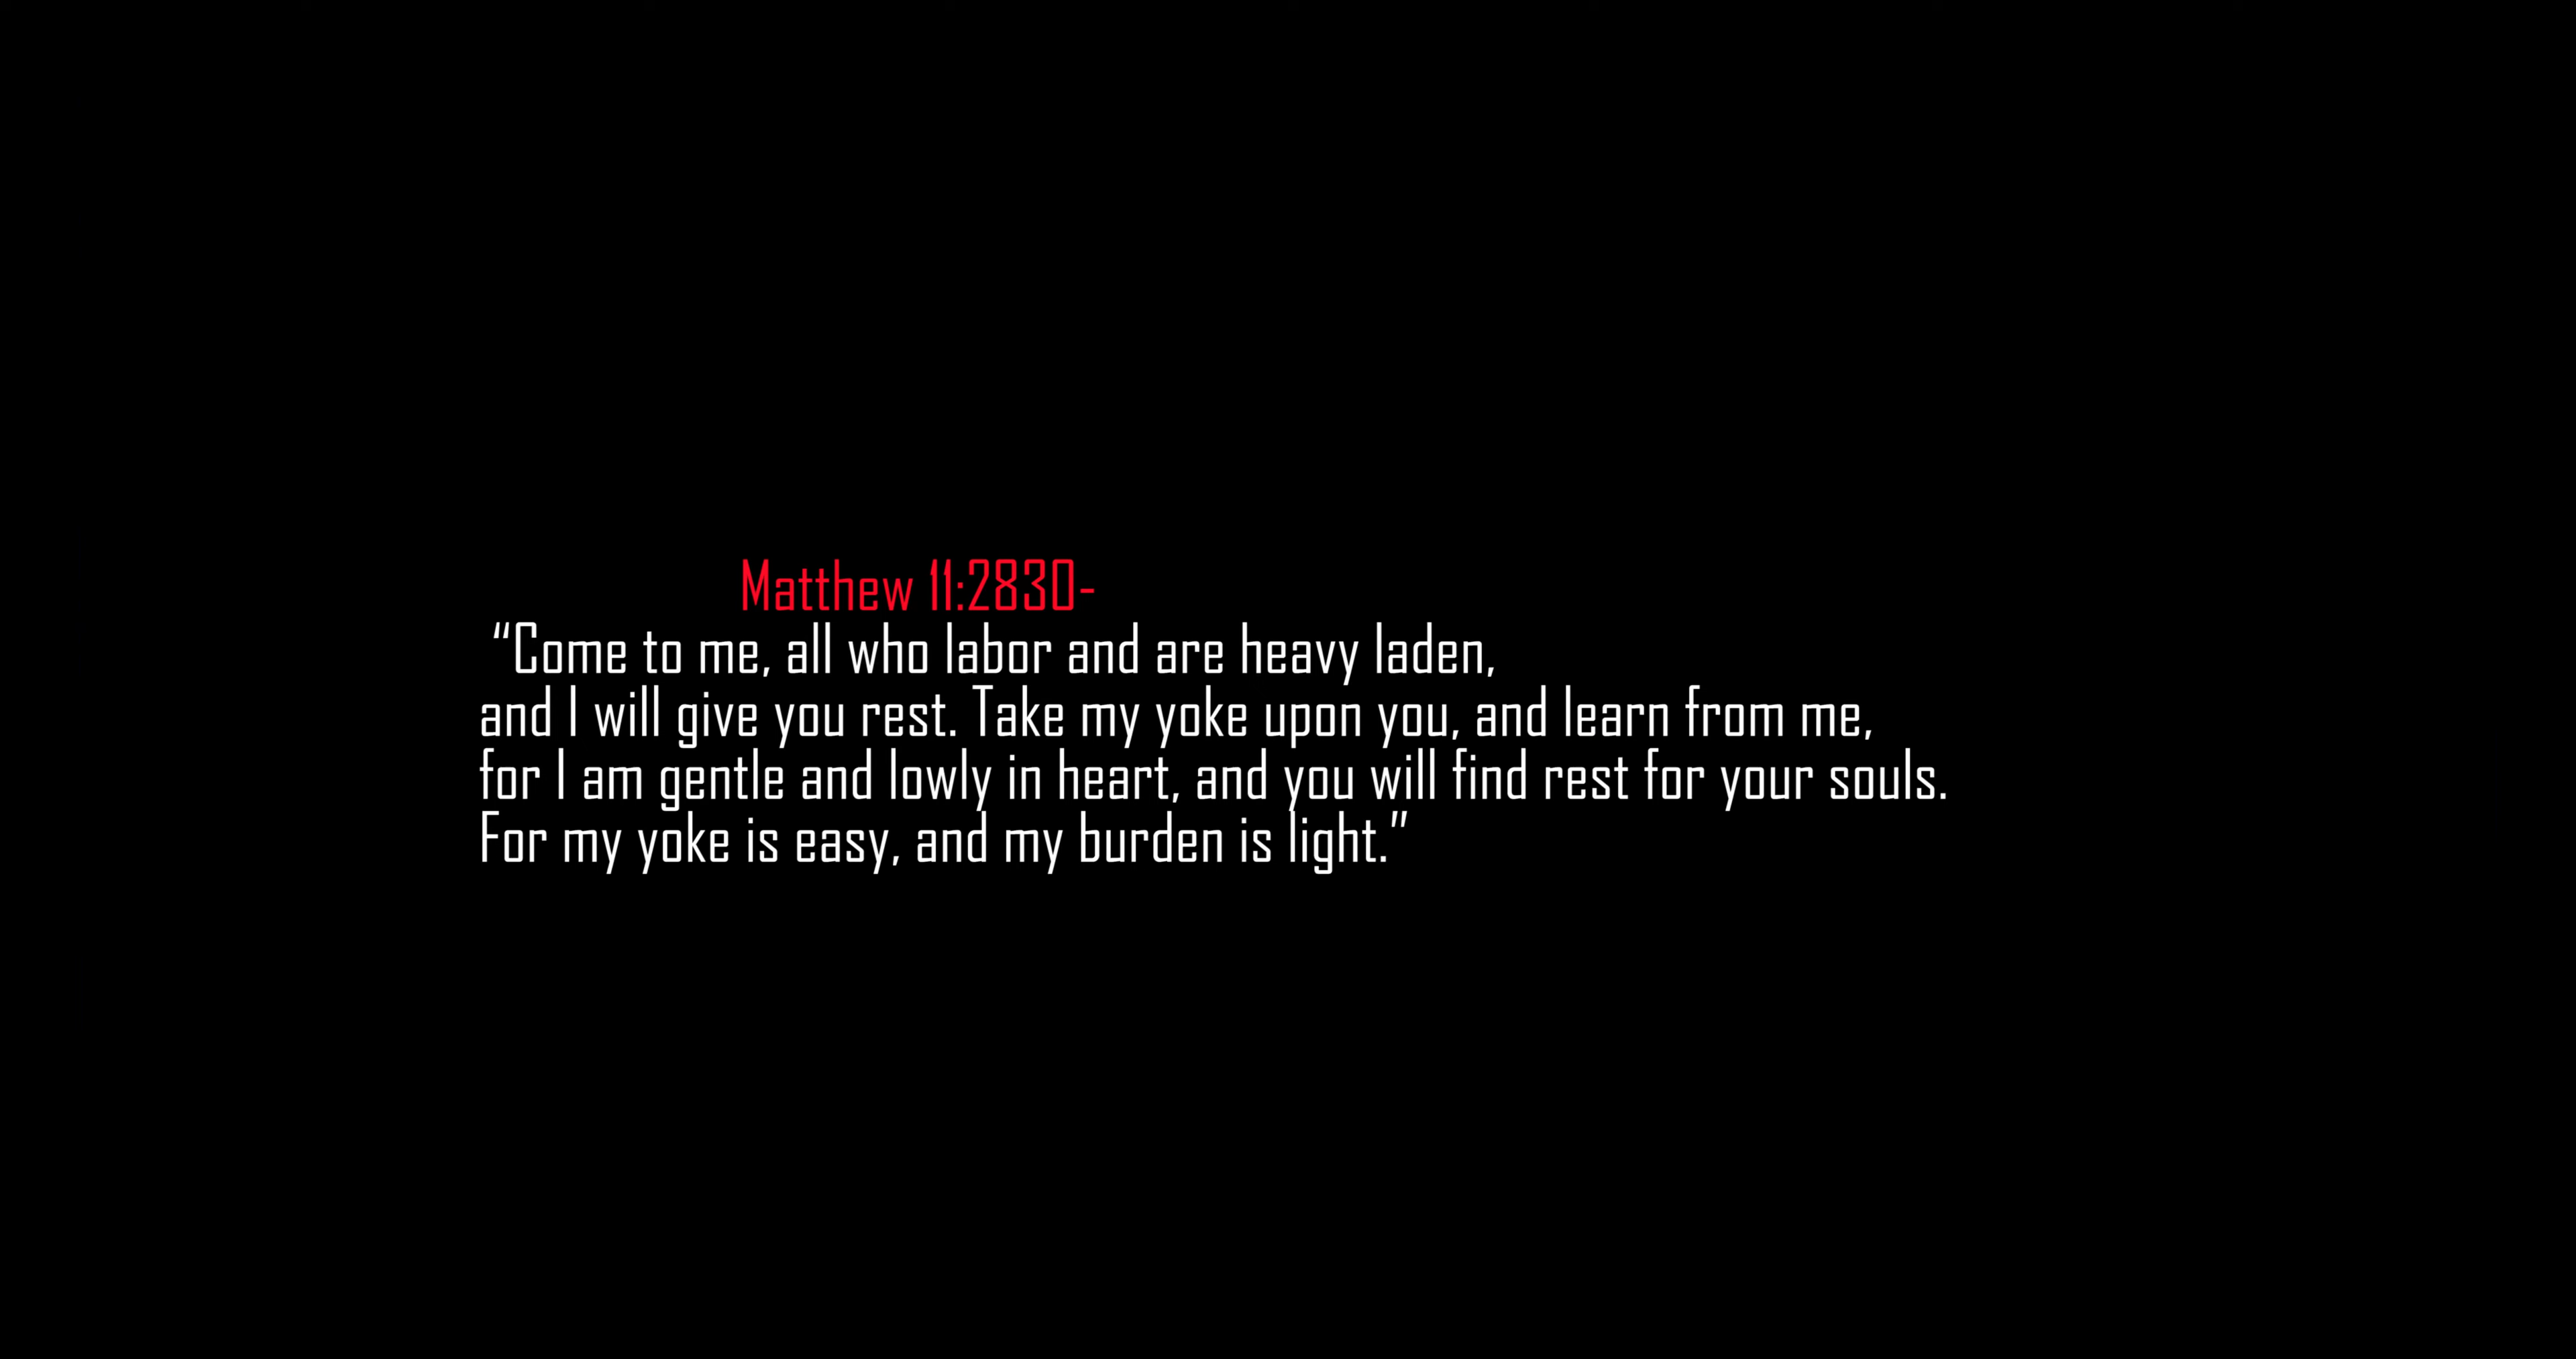 Matthew 11:2830-
“Come to me, all who labor and are heavy laden,
and I will give you rest. Take my yoke upon you, and learn from me,
for I am gentle and lowly in heart, and you will find rest for your souls.
For my yoke is easy, and my burden is light.”